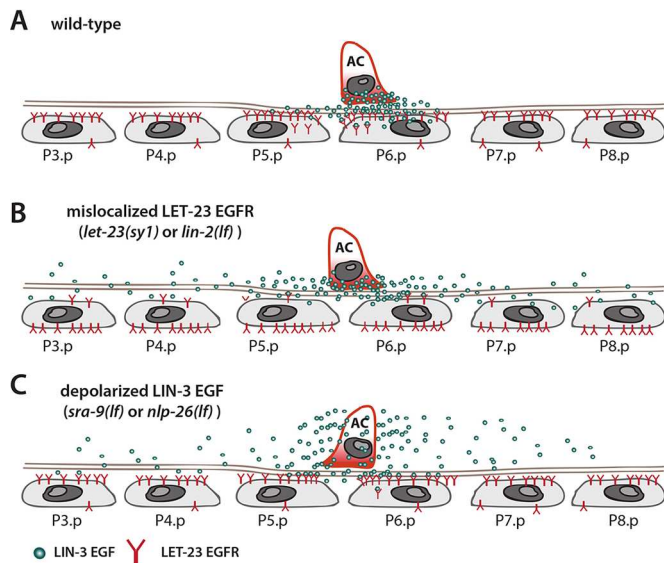 A
wild-type
AC
P3.p P4.p P5.p P6.p P7.p P8.p
B
mislocalized LET-23 EGFR
(let-23(sy1) or lin-2(lf) )
AC
P3.p P4.p P5.p P6.p P7.p P8.p
C
depolarized LIN-3 EGF
(sra-9(lf) or nlp-26(lf) )
AC
P3.p P4.p P5.p P6.p P7.p P8.p
LIN-3 EGF LET-23 EGFR